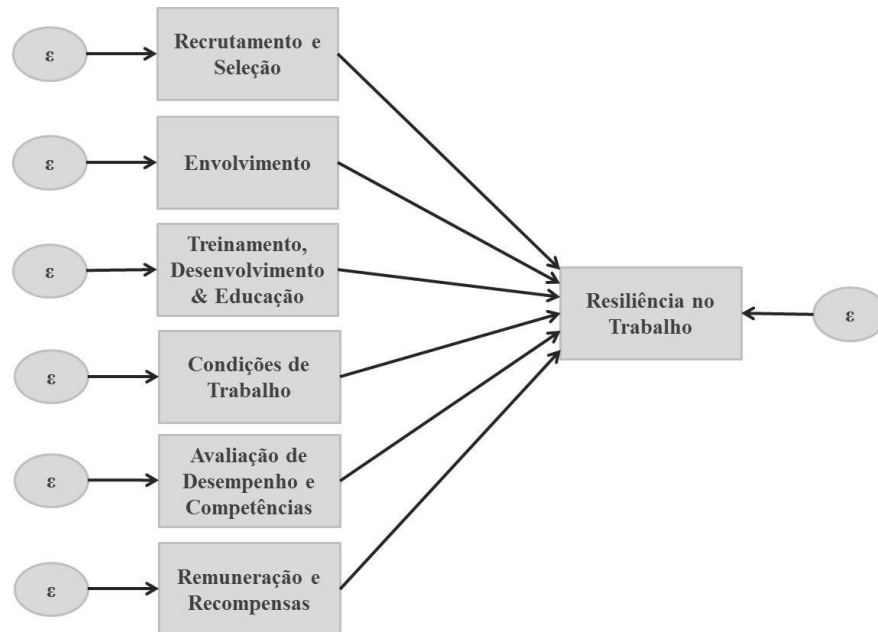 ε
Recrutamento e
Seleção
ε
Envolvimento
ε
Treinamento,
Desenvolvimento
& Educação
ε
Condições de
Trabalho
ε
Avaliação de
Desempenho e
Competências
ε
Remuneração e
Recompensas
Resiliência no
Trabalho
ε